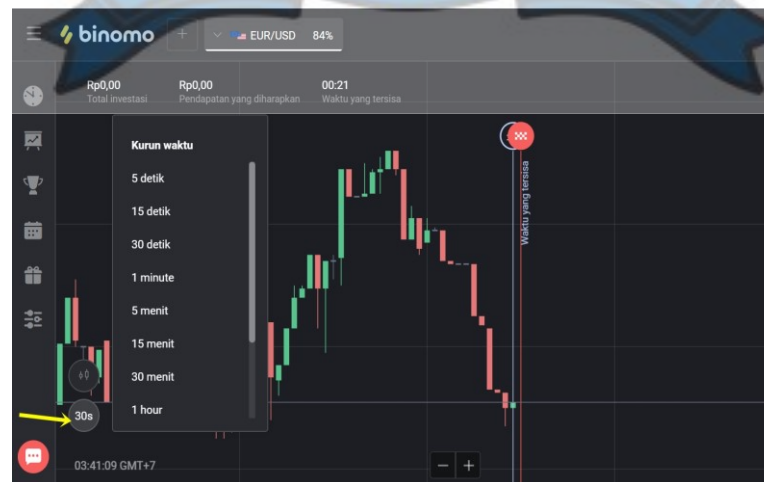 binomo
+
EUR/USD 84%
Rp0,00 Rp0,00 00:21
Total investasi Pendapatan yang diharapkan Waktu yang tersisa
Kurun waktu
5 detik
15 detik
30 detik
1 minute
5 menit
15 menit
30 menit
1 hour
Waktu yang tersisa
30s
03:41:09 GMT+7
− +